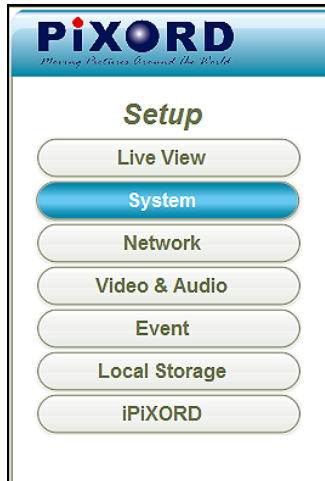 PiXORD
Moving Pictures Around the World
Setup
Live View
System
Network
Video & Audio
Event
Local Storage
iPiXORD